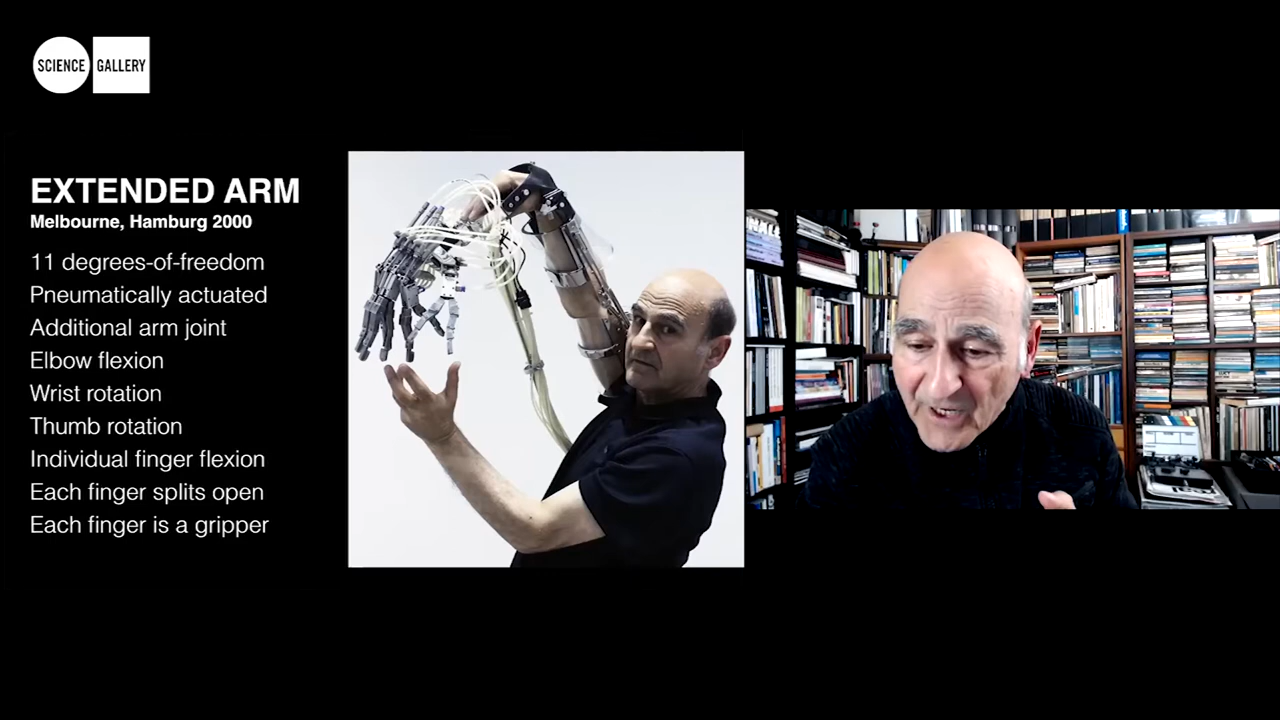 SCIENCE GALLERY
EXTENDED ARM
Melbourne, Hamburg 2000
11 degrees-of-freedom
Pneumatically actuated
Additional arm joint
Elbow flexion
Wrist rotation
Thumb rotation
Individual finger flexion
Each finger splits open
Each finger is a gripper